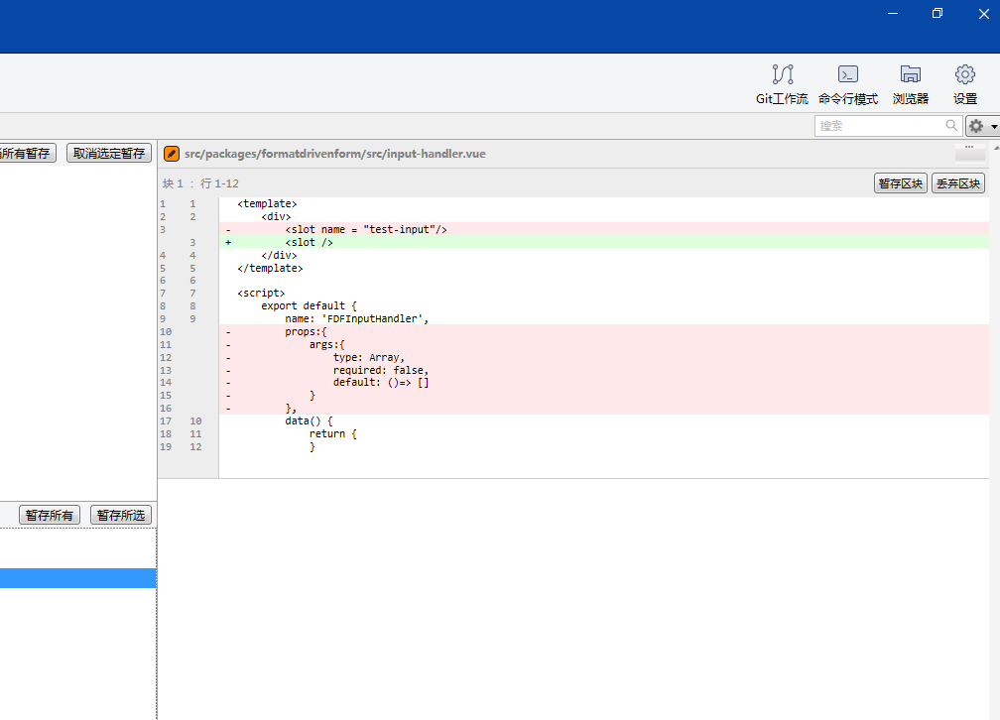 Git工作流 命令行模式 浏览器 设置
搜索
所有暂存 取消选定暂存 src/packages/formatdrivenform/src/input-handler.vue
块 1 : 行 1-12 暂存区块 丢弃区块
1 1 <template>
2 2 <div>
3 - <slot name = "test-input"/>
3 + <slot />
4 4 </div>
5 5 </template>
6 6
7 7 <script>
8 8 export default {
9 9 name: 'FDFInputHandler',
10 - props:{
11 - args:{
12 - type: Array,
13 - required: false,
14 - default: ()=> []
15 - }
16 - },
17 10 data() {
18 11 return {
19 12 }
暂存所有 暂存所选